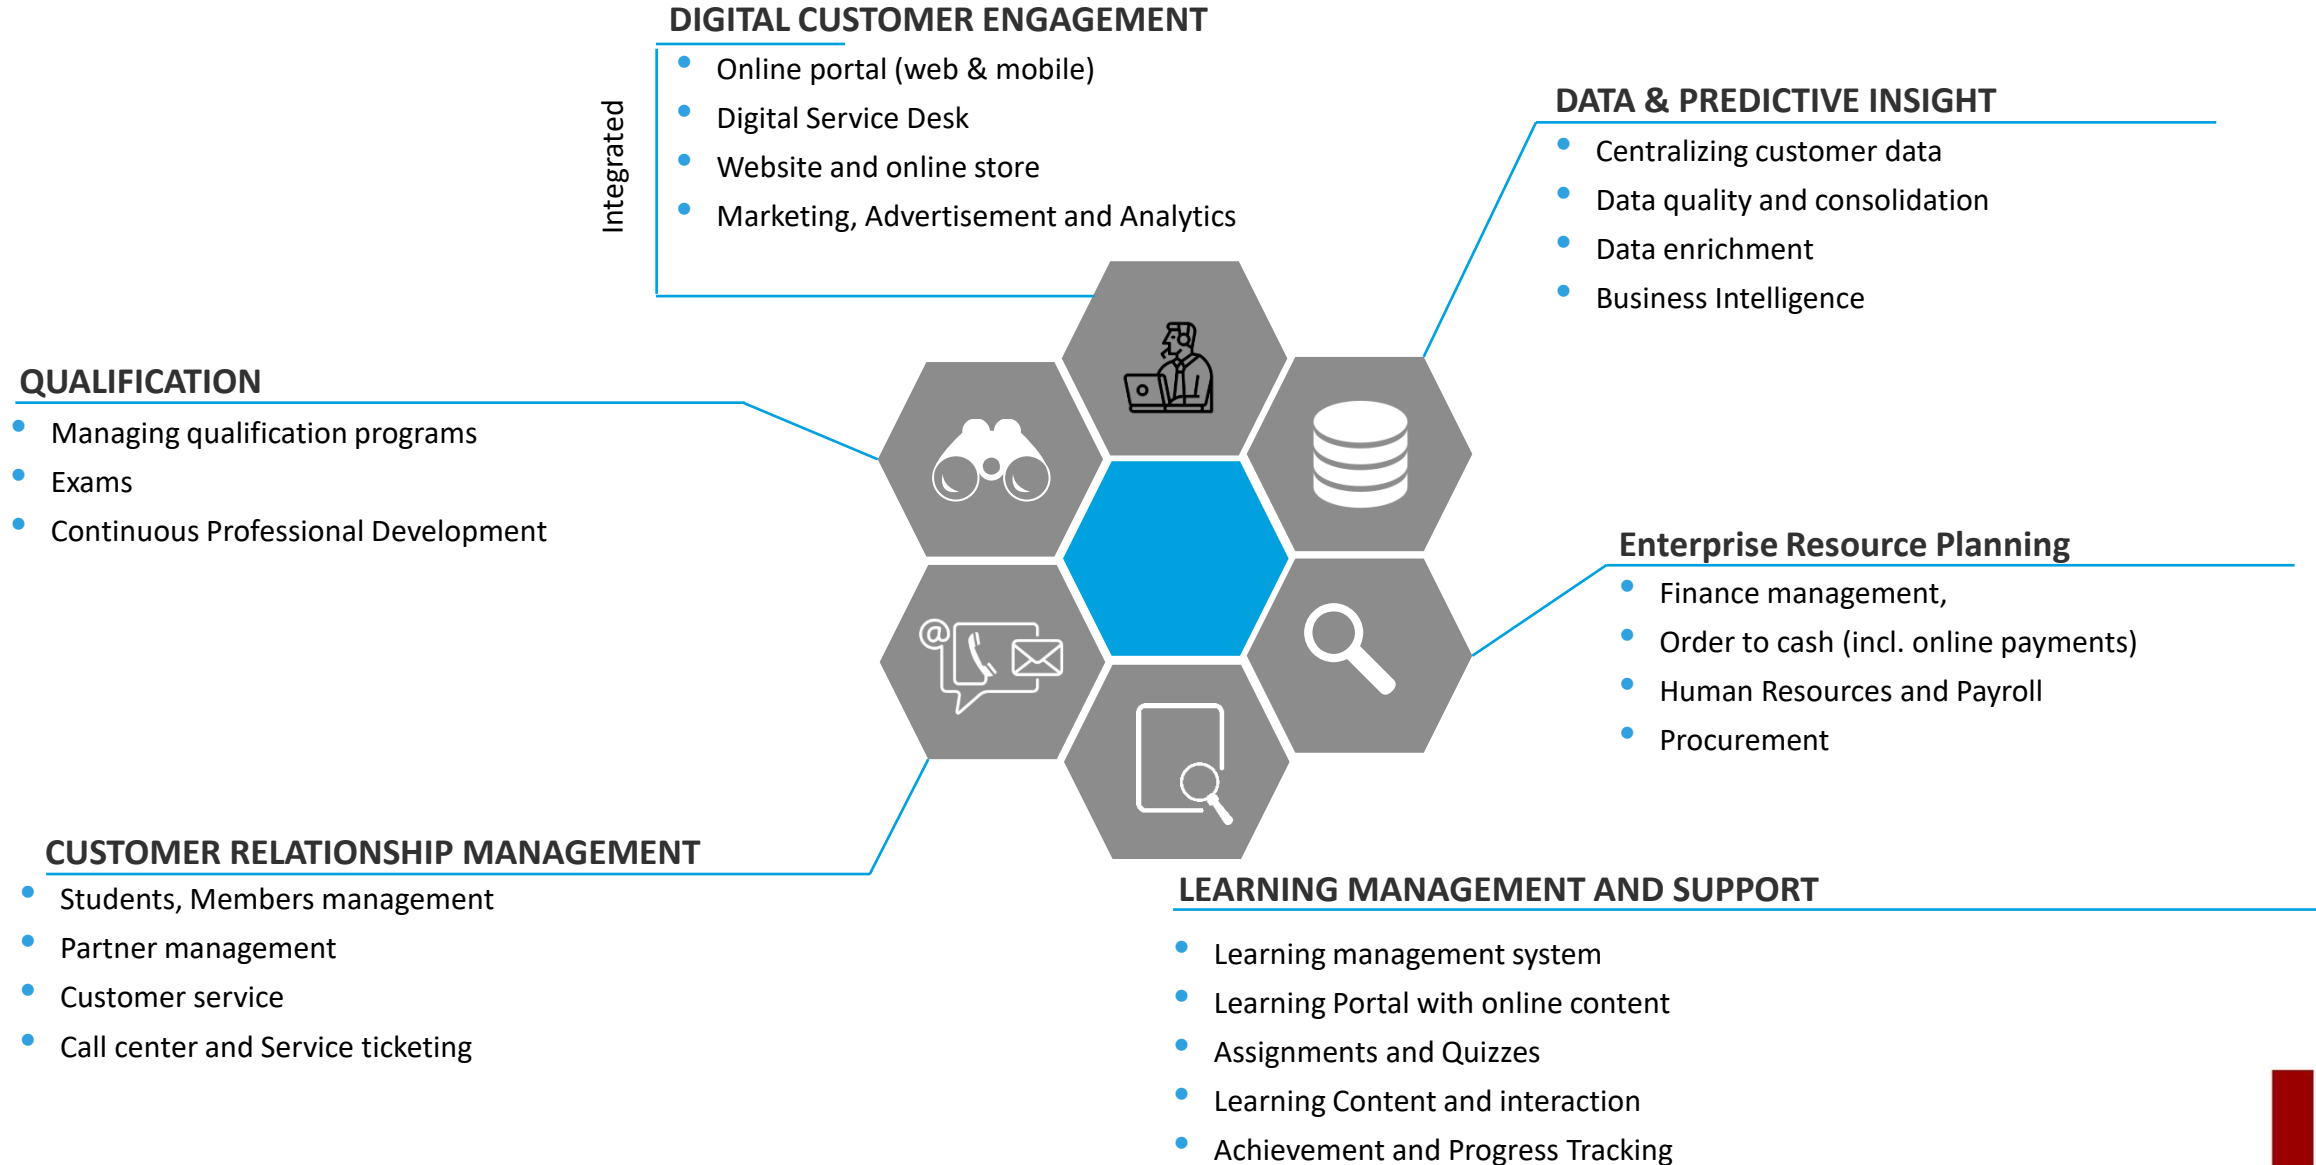 DIGITAL CUSTOMER ENGAGEMENT
Integrated
• Online portal (web & mobile)
• Digital Service Desk
• Website and online store
• Marketing, Advertisement and Analytics
DATA & PREDICTIVE INSIGHT
• Centralizing customer data
• Data quality and consolidation
• Data enrichment
• Business Intelligence
QUALIFICATION
• Managing qualification programs
• Exams
• Continuous Professional Development
@
Enterprise Resource Planning
• Finance management,
• Order to cash (incl. online payments)
• Human Resources and Payroll
• Procurement
CUSTOMER RELATIONSHIP MANAGEMENT
• Students, Members management
• Partner management
• Customer service
• Call center and Service ticketing
LEARNING MANAGEMENT AND SUPPORT
• Learning management system
• Learning Portal with online content
• Assignments and Quizzes
• Learning Content and interaction
• Achievement and Progress Tracking